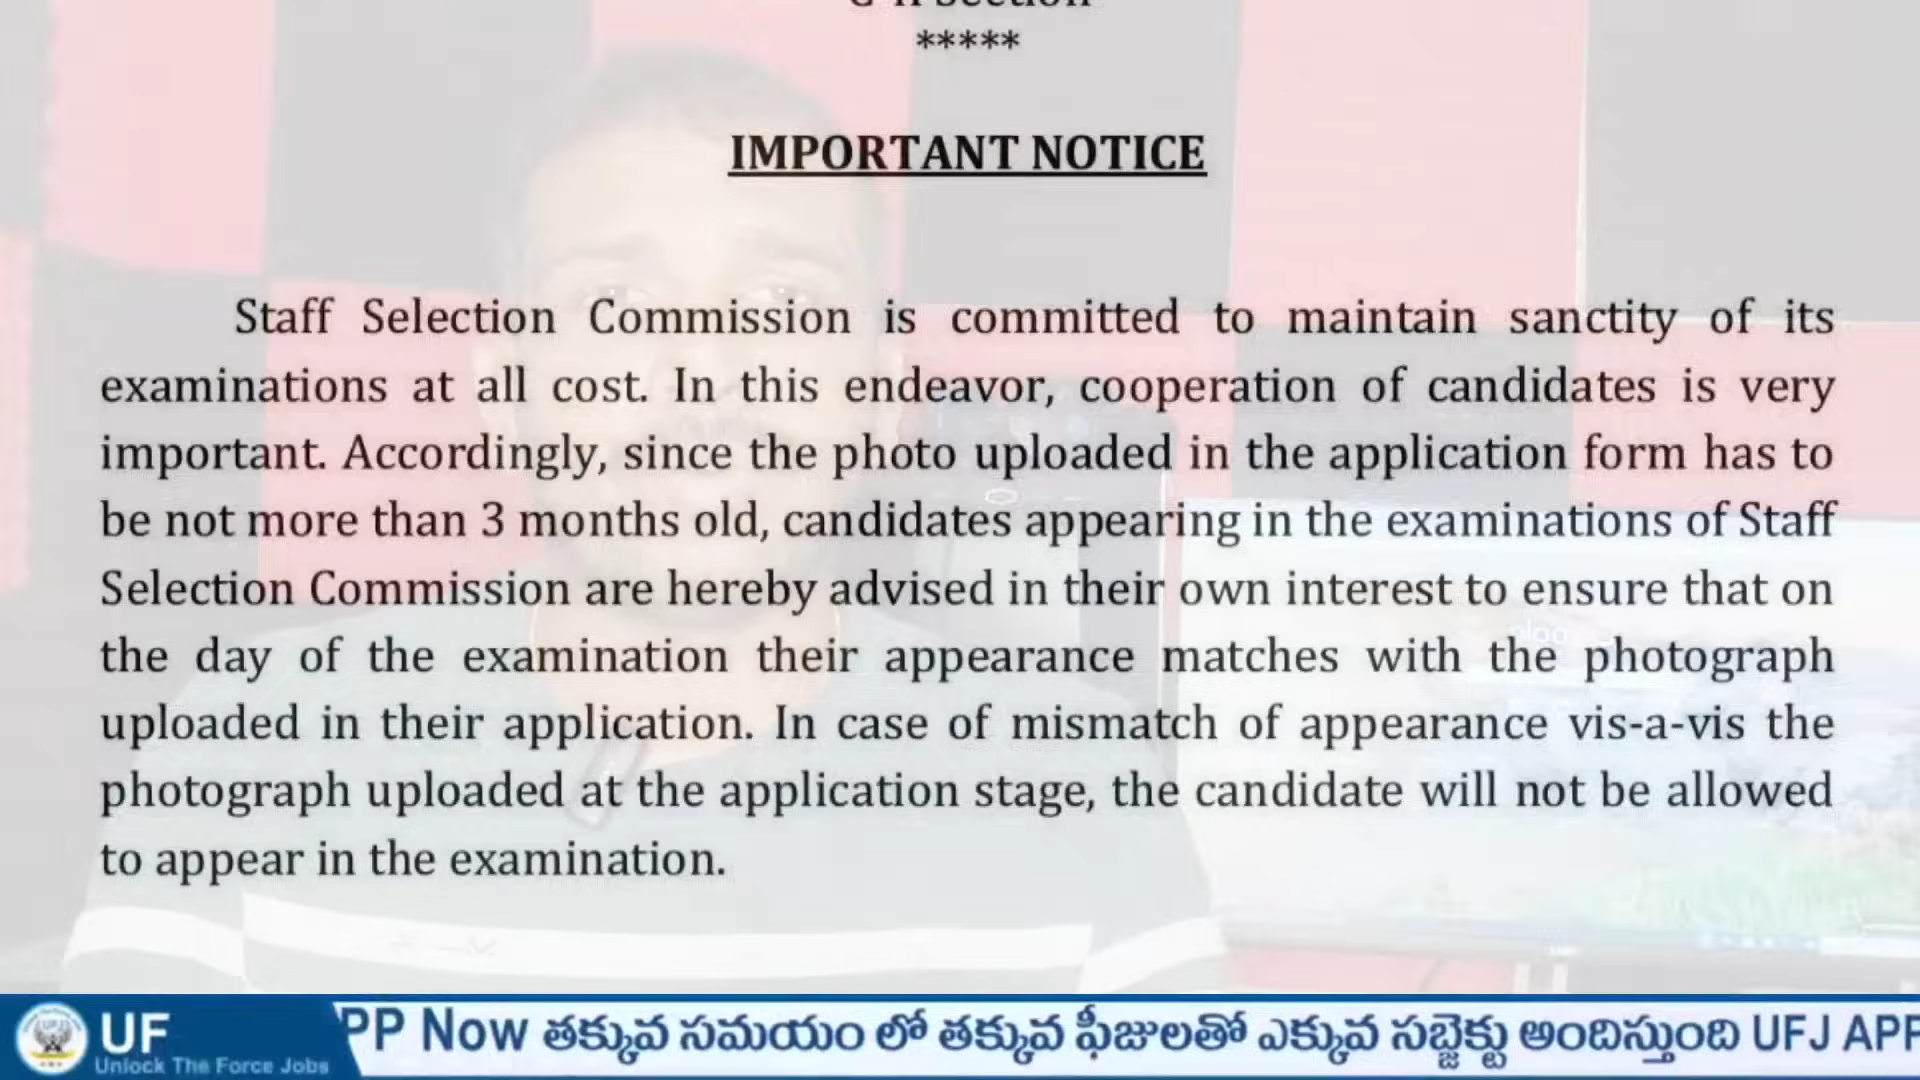 *****
IMPORTANT NOTICE
Staff Selection Commission is committed to maintain sanctity of its
examinations at all cost. In this endeavor, cooperation of candidates is very
important. Accordingly, since the photo uploaded in the application form has to
be not more than 3 months old, candidates appearing in the examinations of Staff
Selection Commission are hereby advised in their own interest to ensure that on
the day of the examination their appearance matches with the photograph
uploaded in their application. In case of mismatch of appearance vis-a-vis the
photograph uploaded at the application stage, the candidate will not be allowed
to appear in the examination.
UF
Unlock The Force Jobs
PP Now తక్కువ సమయం లో తక్కువ ఫీజులతో ఎక్కువ సబ్జెక్టు అందిస్తుంది UFJ APP